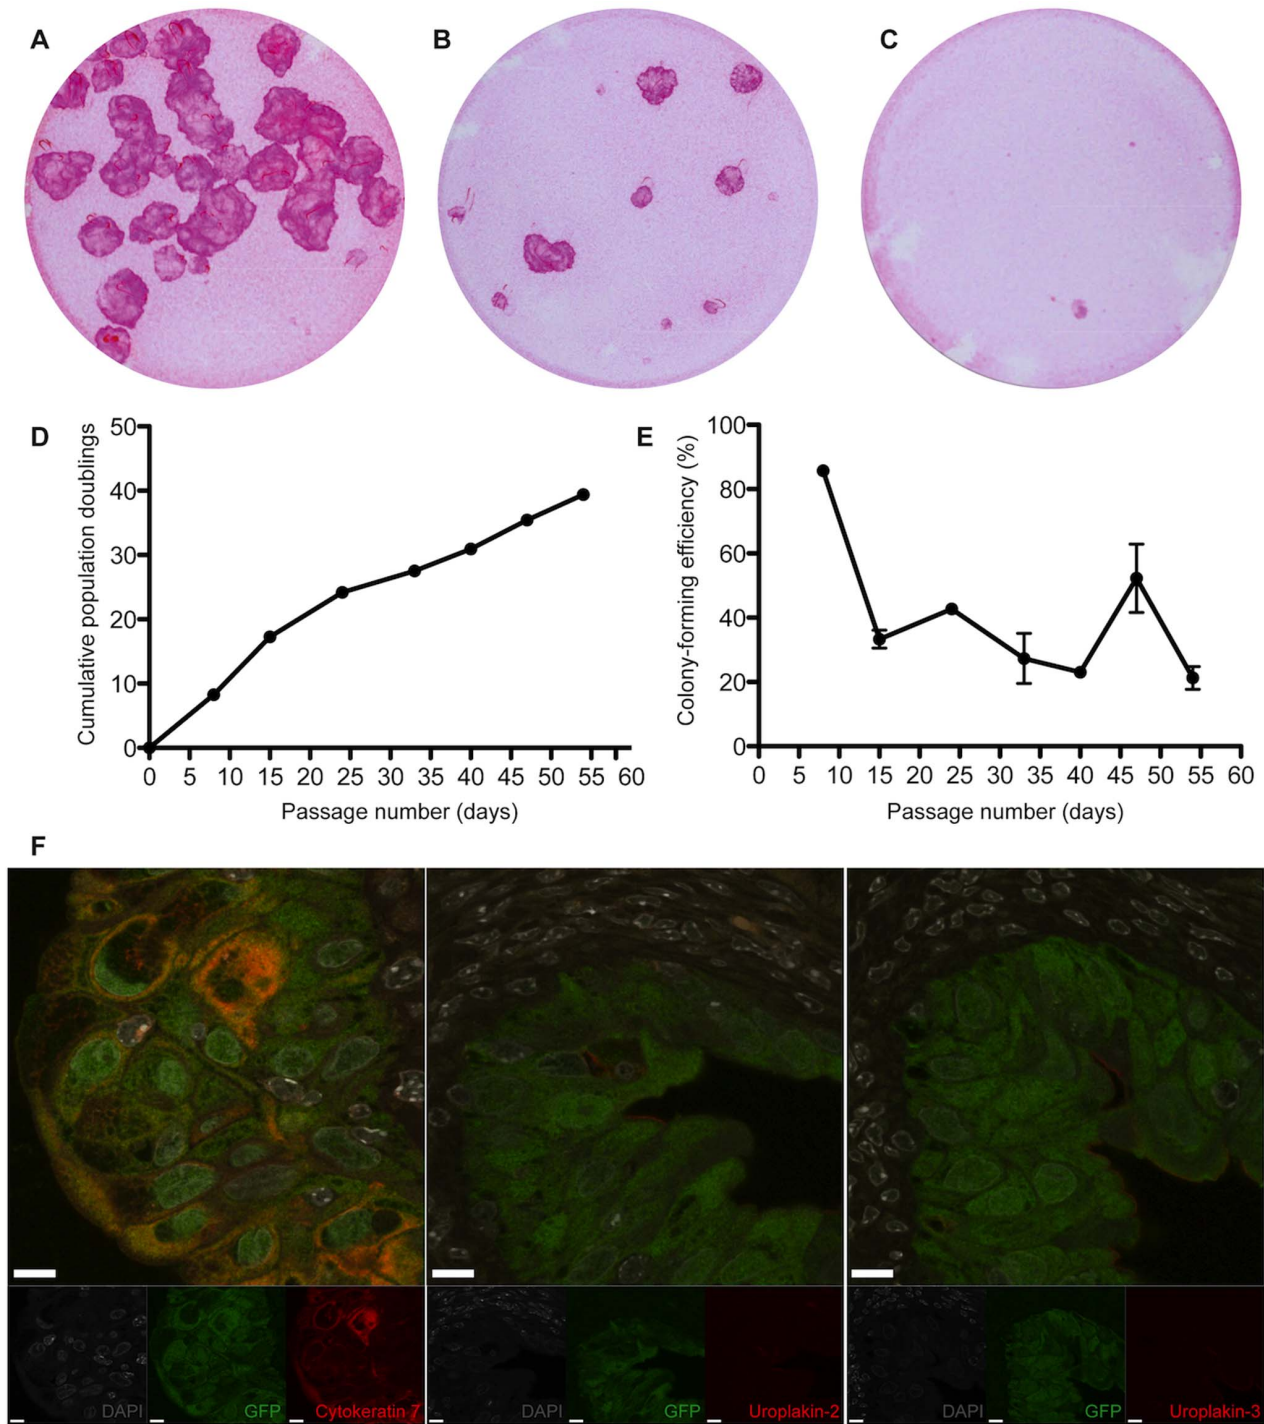 A
B
C
D
Cumulative population doublings
50
40
30
20
10
0
0 5 10 15 20 25 30 35 40 45 50 55 60
Passage number (days)
E
Colony-forming efficiency (%)
100
80
60
40
20
0
0 5 10 15 20 25 30 35 40 45 50 55 60
Passage number (days)
F
DAPI GFP Cytokeratin 7 DAPI GFP Uroplakin-2 DAPI GFP Uroplakin-3